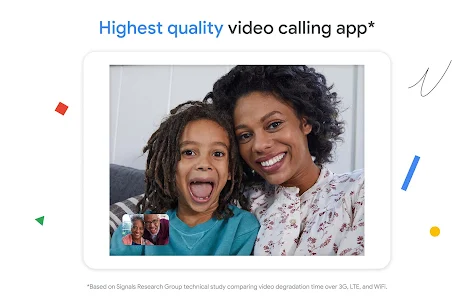 Highest quality video calling app*
*Based on Signals Research Group technical study comparing video degradation time over 3G, LTE, and WiFi.